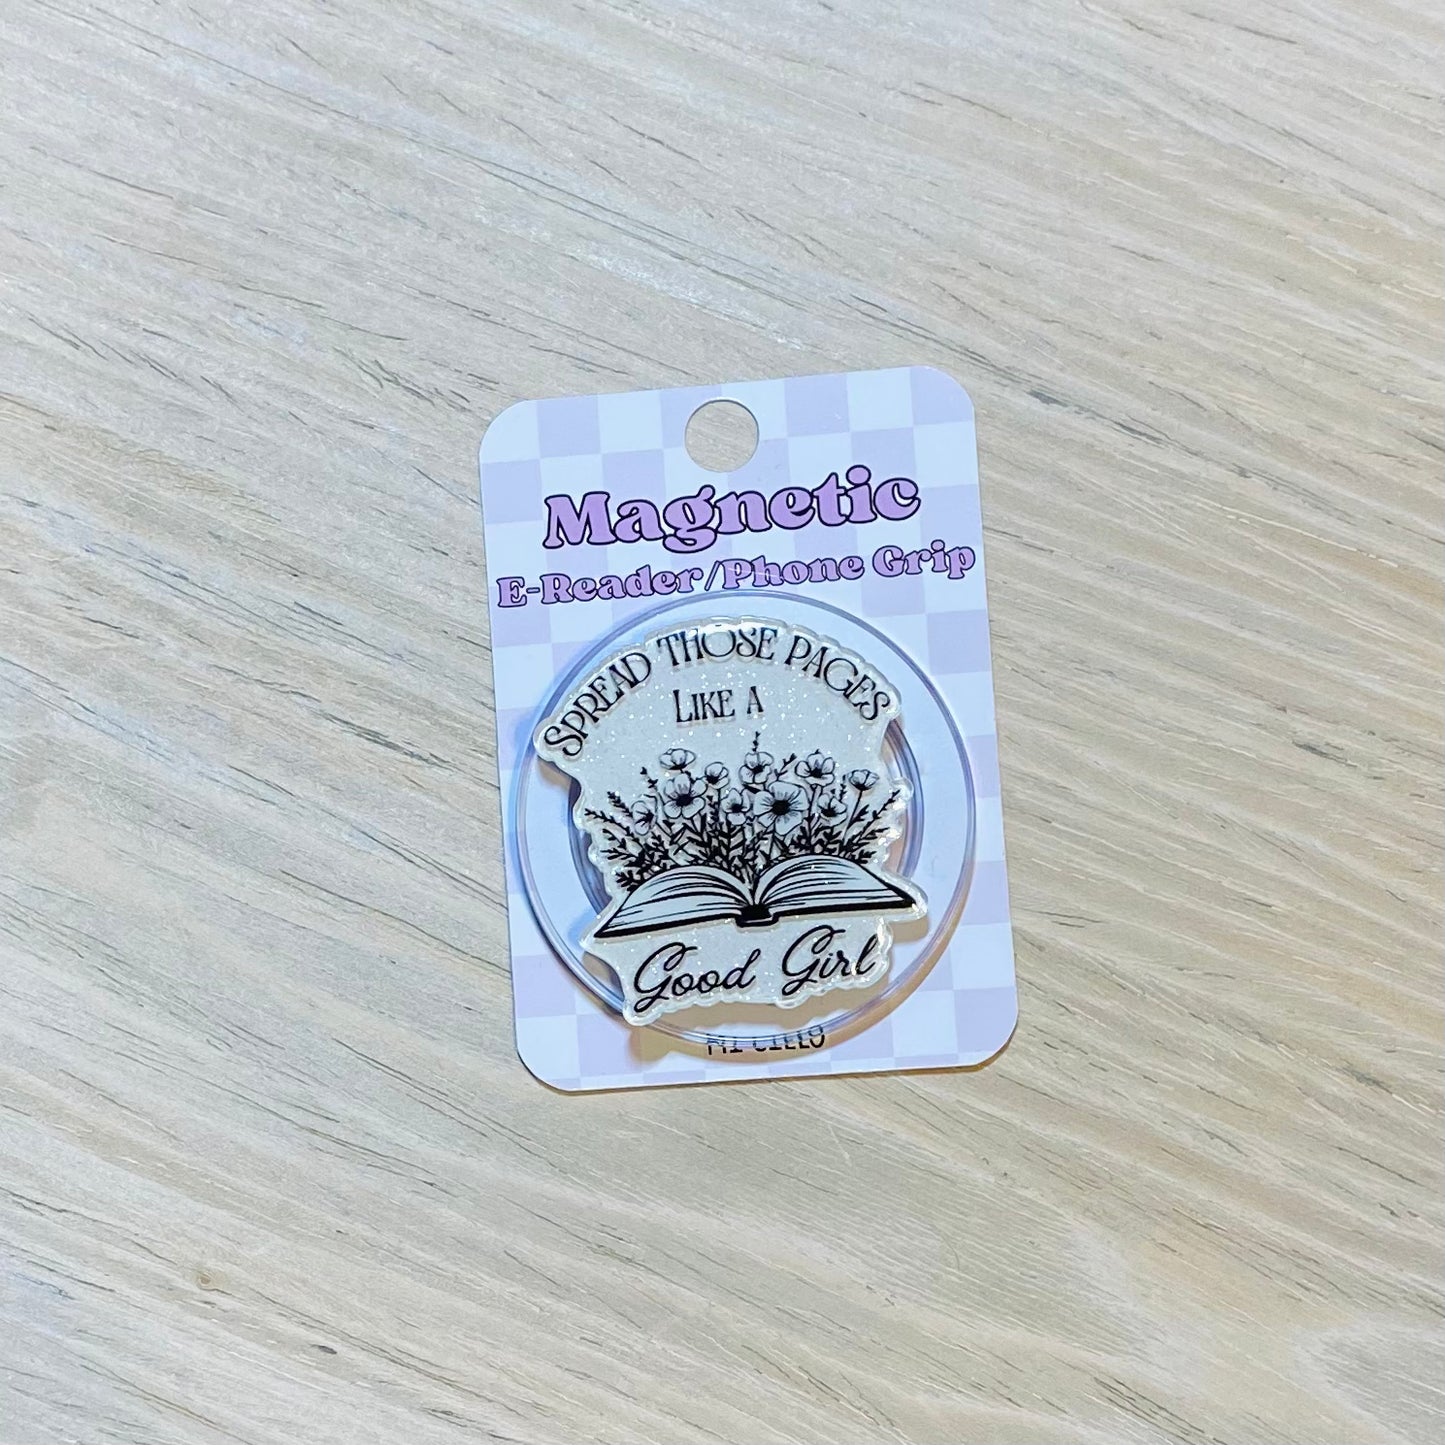 Magnetic
E-Reader/Phone Grip
SPREAD THOSE PAGES
LIKE A
Good Girl